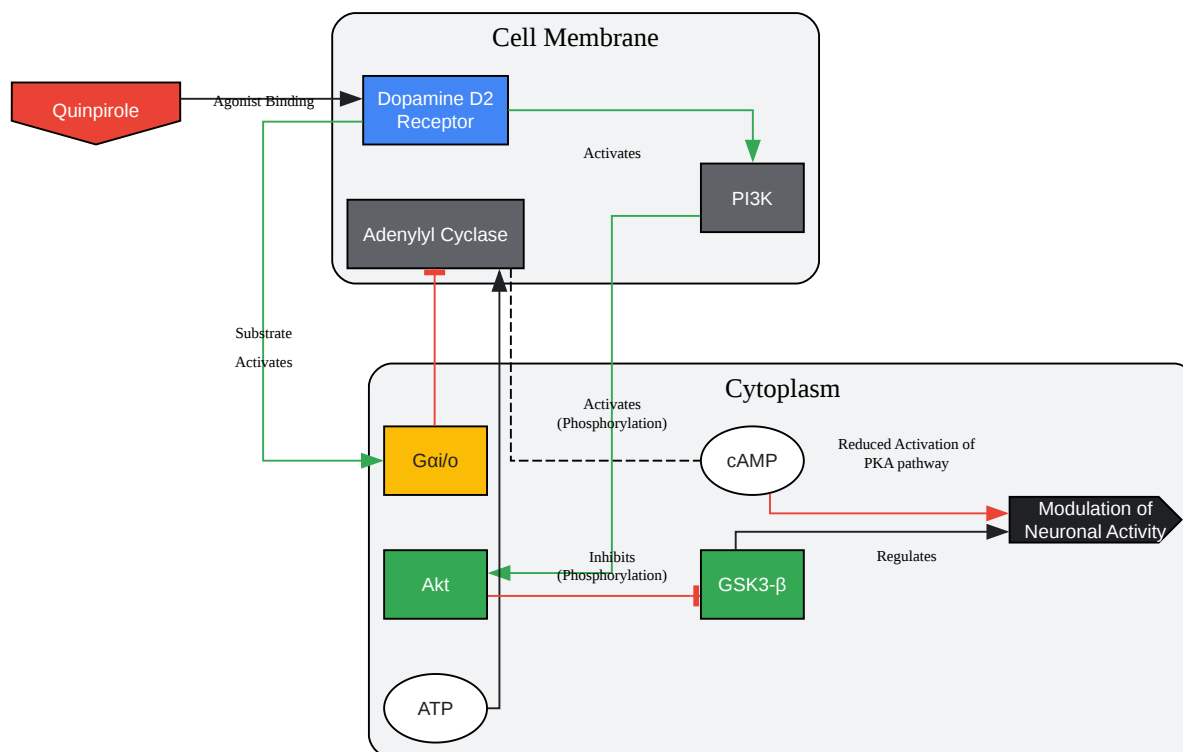 Cell Membrane
Quinpirole
Agonist Binding
Dopamine D2
Receptor
Activates
PI3K
Adenylyl Cyclase
Substrate
Activates
Cytoplasm
Activates
(Phosphorylation)
Gαi/o
cAMP
Reduced Activation of
PKA pathway
Modulation of
Neuronal Activity
Akt
Inhibits
(Phosphorylation)
GSK3-β
Regulates
ATP